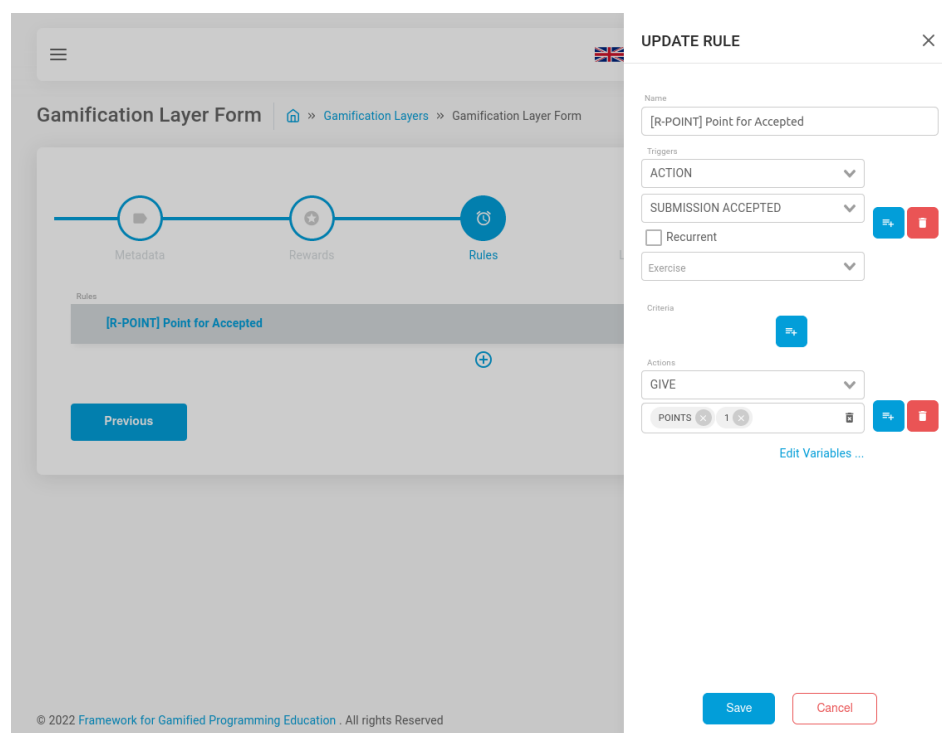 UPDATE RULE
Gamification Layer Form
» Gamification Layers » Gamification Layer Form
Metadata
Rewards
Rules
L
Rules
[R-POINT] Point for Accepted
Previous
Name
[R-POINT] Point for Accepted
Triggers
ACTION
SUBMISSION ACCEPTED
Recurrent
Exercise
Criteria
Actions
GIVE
POINTS 1
Edit Variables ...
Save Cancel
© 2022 Framework for Gamified Programming Education . All rights Reserved